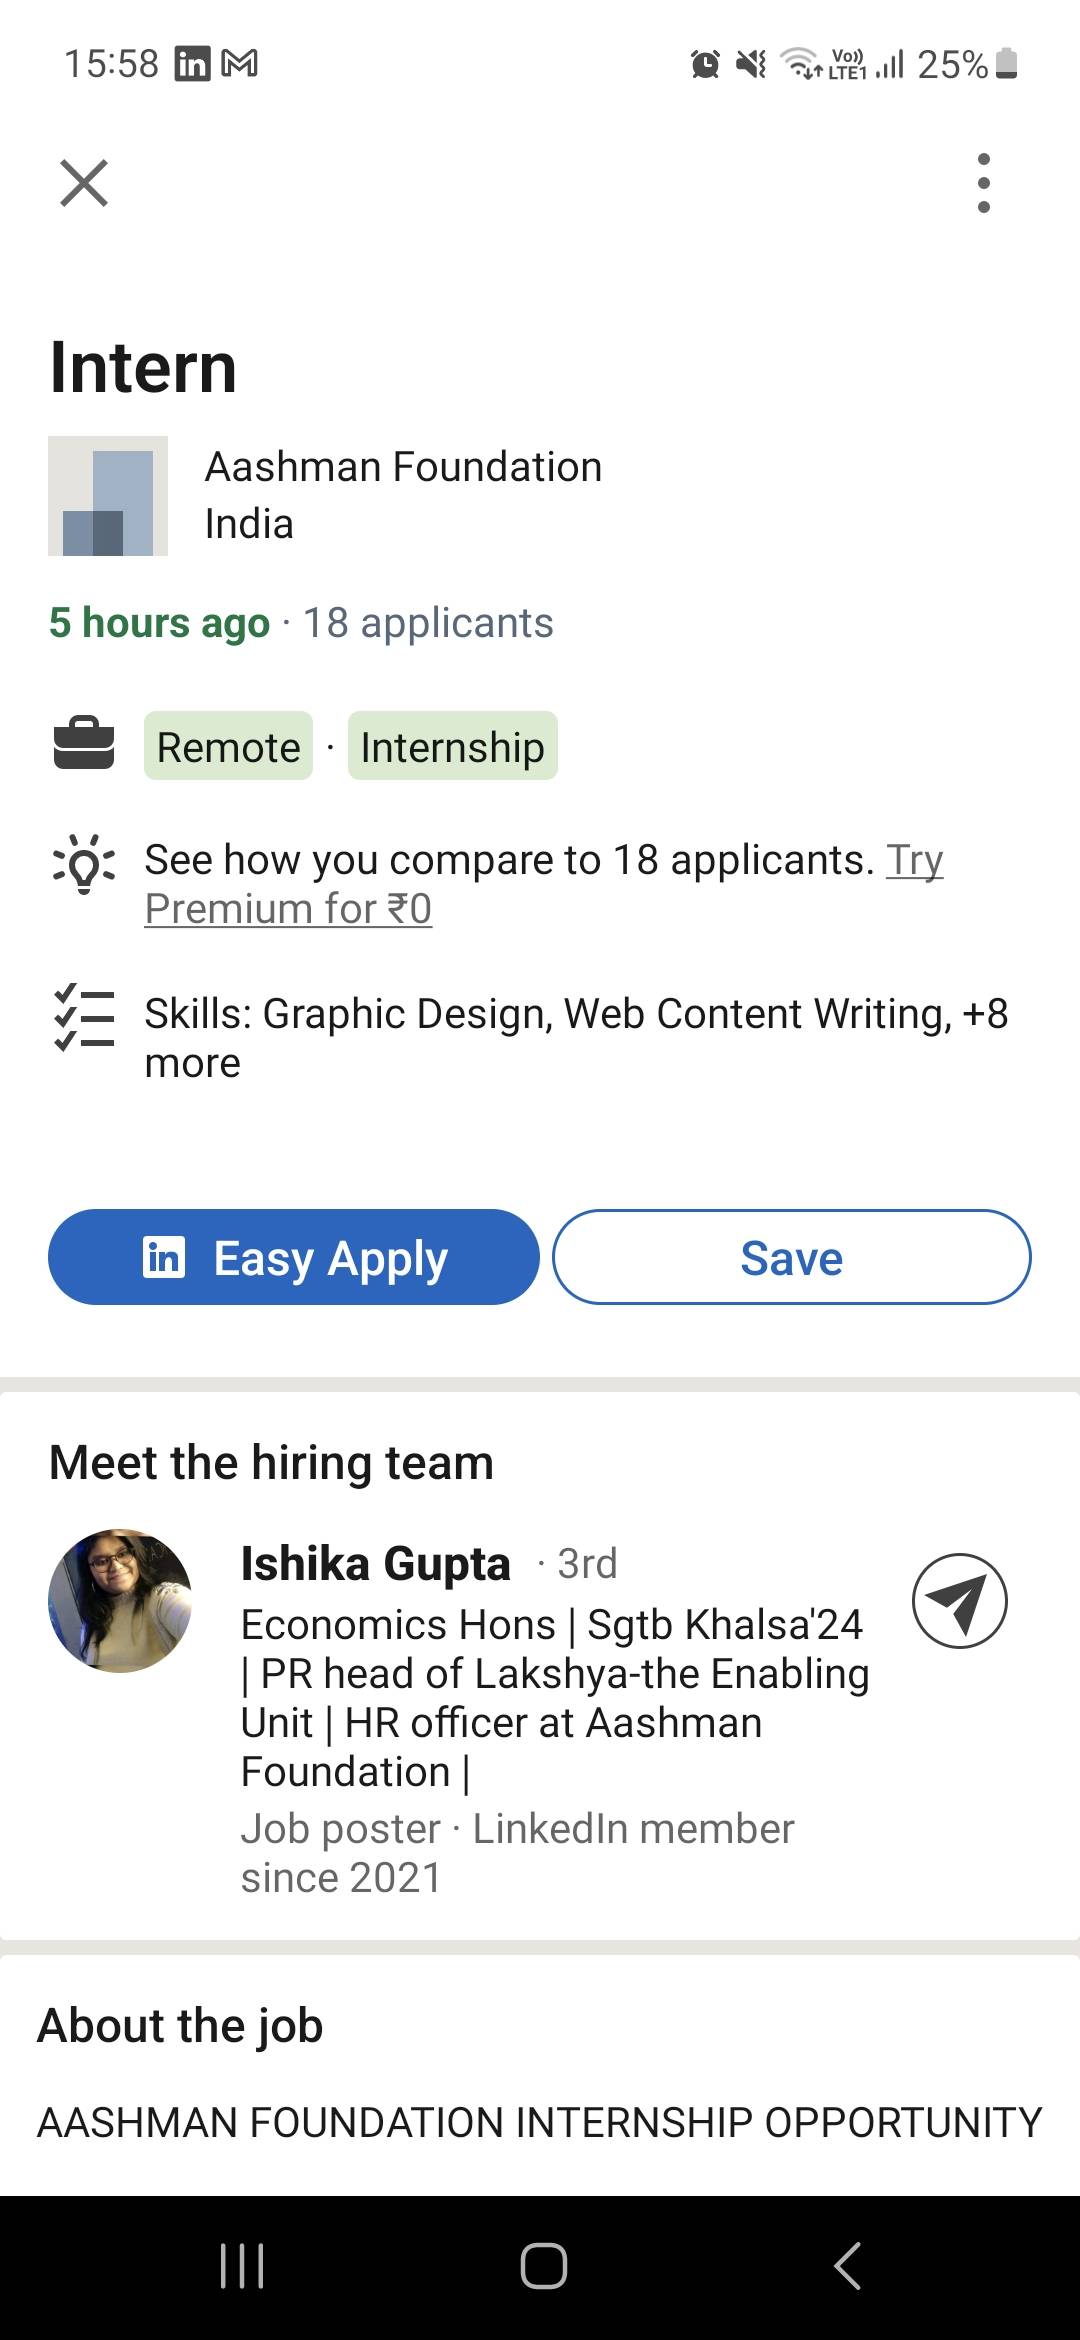 15:58 in M Vo)) LTE1 25%
Intern
Aashman Foundation
India
5 hours ago · 18 applicants
Remote · Internship
See how you compare to 18 applicants. Try
Premium for ₹0
Skills: Graphic Design, Web Content Writing, +8
more
in Easy Apply Save
Meet the hiring team
Ishika Gupta · 3rd
Economics Hons | Sgtb Khalsa'24
| PR head of Lakshya-the Enabling
Unit | HR officer at Aashman
Foundation |
Job poster · LinkedIn member
since 2021
About the job
AASHMAN FOUNDATION INTERNSHIP OPPORTUNITY